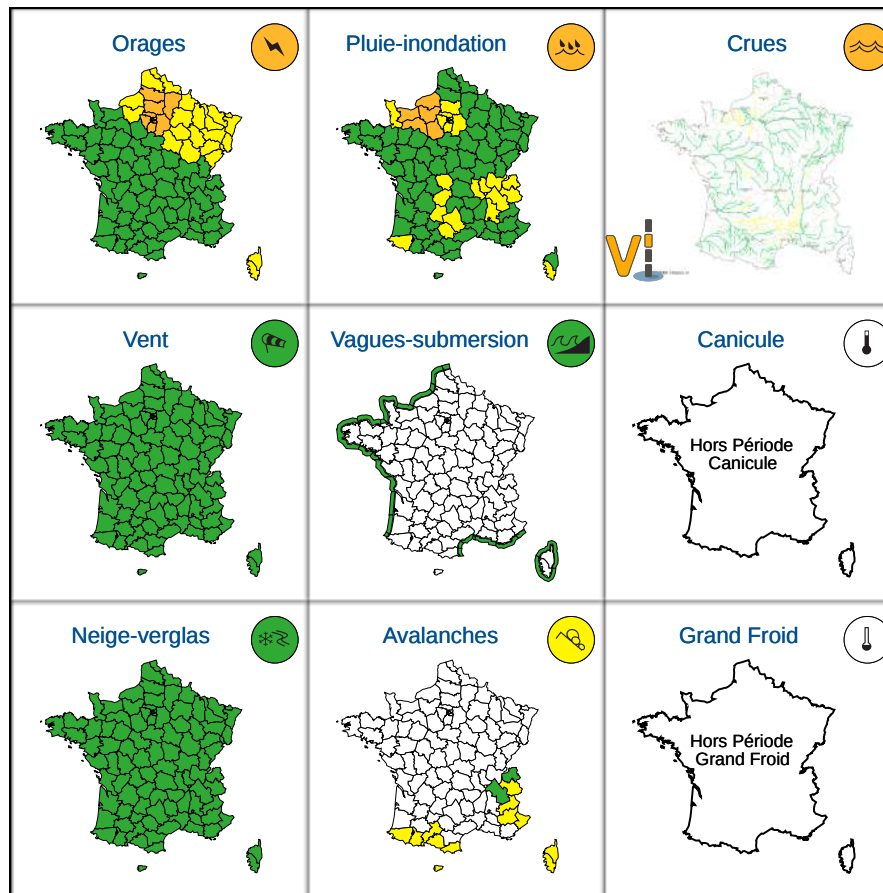 Orages
Pluie-inondation
Crues
Vi
Vent
Vagues-submersion
Canicule
Hors Période
Canicule
Neige-verglas
Avalanches
Grand Froid
Hors Période
Grand Froid